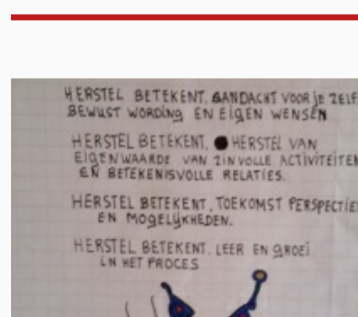 HERSTEL BETEKENT, AANDACHT VOOR JE ZELF
BEWUST WORDING EN EIGEN WENSEN
HERSTEL BETEKENT, HERSTEL VAN
EIGENWAARDE VAN ZINVOLLE ACTIVITEITEN
EN BETEKENISVOLLE RELATIES.
HERSTEL BETEKENT, TOEKOMST PERSPECTIE
EN MOGELIJKHEDEN.
HERSTEL BETEKENT. LEER EN GROEI
IN HET PROCES